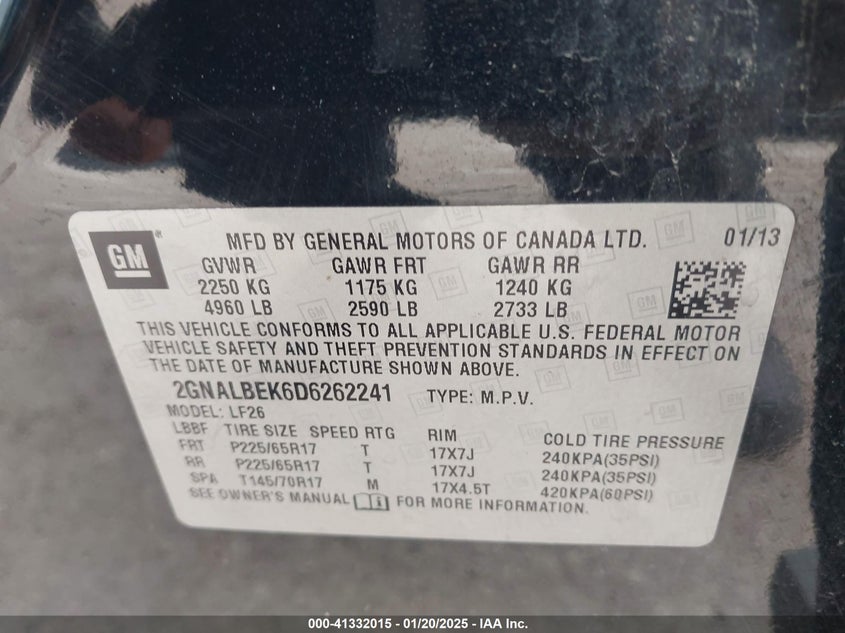 GM
MFD BY GENERAL MOTORS OF CANADA LTD. 01/13
GVWR GAWR FRT GAWR RR
2250 KG 1175 KG 1240 KG
4960 LB 2590 LB 2733 LB
THIS VEHICLE CONFORMS TO ALL APPLICABLE U.S. FEDERAL MOTOR
VEHICLE SAFETY AND THEFT PREVENTION STANDARDS IN EFFECT ON
THE DATE OF MANUFACTURE SHOWN ABOVE.
2GNALBEK6D6262241 TYPE: M.P.V.
MODEL: LF26
LBBF TIRE SIZE SPEED RTG RIM COLD TIRE PRESSURE
FRT P225/65R17 T 17X7J 240KPA(35PSI)
RR P225/65R17 T 17X7J 240KPA(35PSI)
SPA T145/70R17 M 17X4.5T 420KPA(60PSI)
SEE OWNER'S MANUAL FOR MORE INFORMATION.
000-41332015 - 01/20/2025 - IAA Inc.